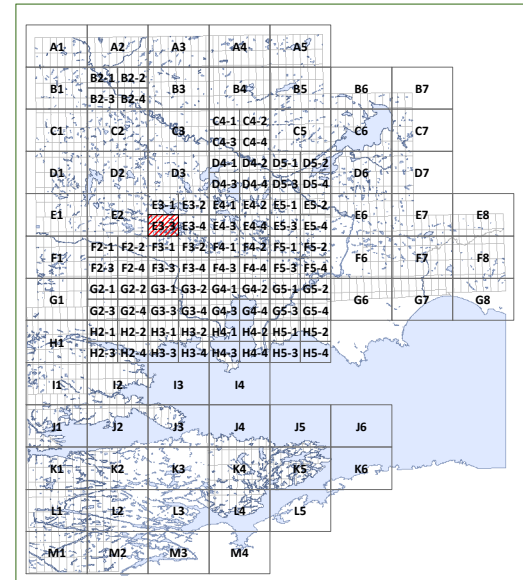 A1 A2 A3 A4 A5
B1 B2-1 B2-2 B3 B4 B5 B6 B7
B2-3 B2-4
C1 C2 C3 C4-1 C4-2 C5 C6 C7
C4-3 C4-4
D1 D2 D3 D4-1 D4-2 D5-1 D5-2 D6 D7
D4-3 D4-4 D5-3 D5-4
E1 E2 E3-1 E3-2 E4-1 E4-2 E5-1 E5-2 E6 E7 E8
E3-3 E3-4 E4-3 E4-4 E5-3 E5-4
F1 F2-1 F2-2 F3-1 F3-2 F4-1 F4-2 F5-1 F5-2 F6 F7 F8
F2-3 F2-4 F3-3 F3-4 F4-3 F4-4 F5-3 F5-4
G1 G2-1 G2-2 G3-1 G3-2 G4-1 G4-2 G5-1 G5-2 G6 G7 G8
G2-3 G2-4 G3-3 G3-4 G4-3 G4-4 G5-3 G5-4
H1 H2-1 H2-2 H3-1 H3-2 H4-1 H4-2 H5-1 H5-2
H2-3 H2-4 H3-3 H3-4 H4-3 H4-4 H5-3 H5-4
I1 I2 I3 I4
J1 J2 J3 J4 J5 J6
K1 K2 K3 K4 K5 K6
L1 L2 L3 L4 L5
M1 M2 M3 M4